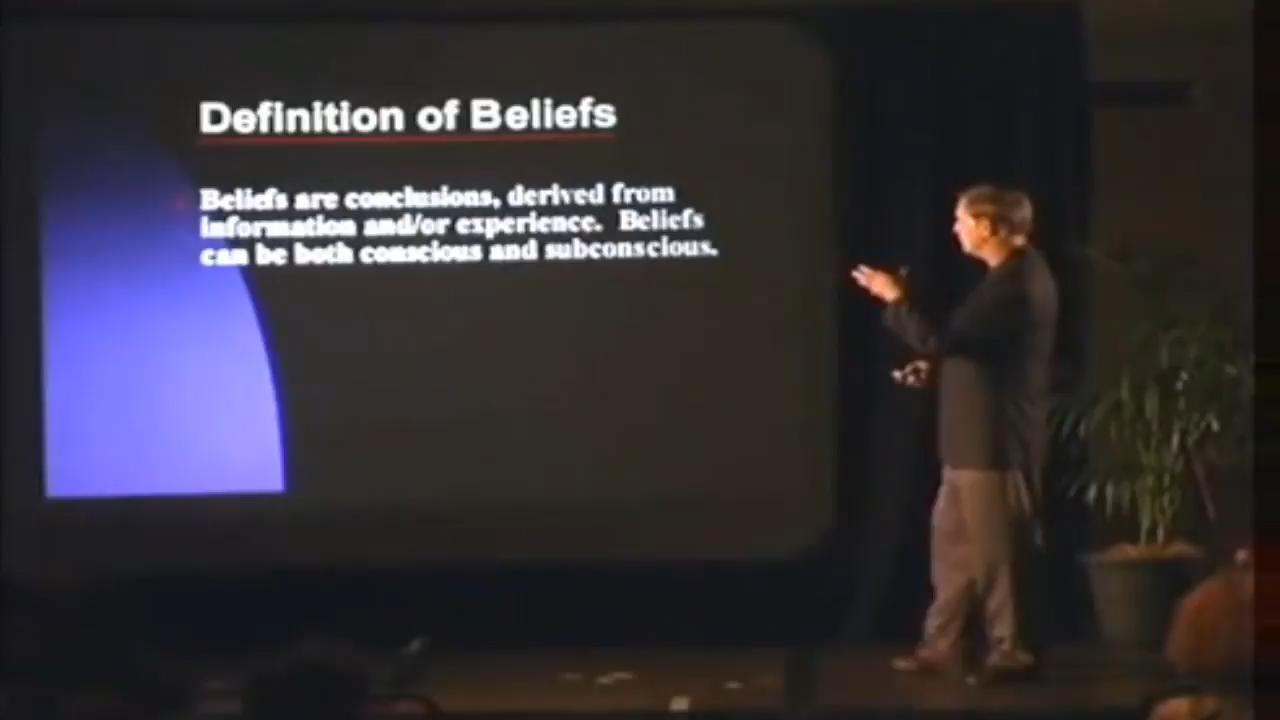 Definition of Beliefs
Beliefs are conclusions, derived from
information and/or experience.  Beliefs
can be both conscious and subconscious.